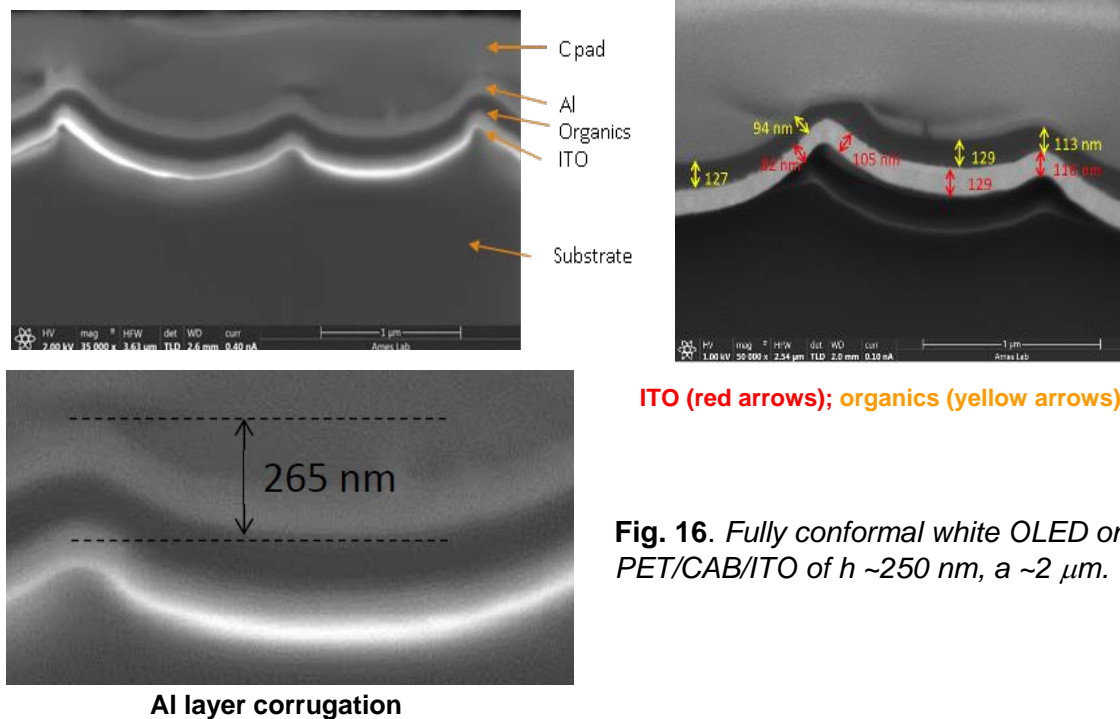 C pad
Al
Organics
ITO
Substrate
HV mag HFW det WD curr
2.00 kV 35 000 x 3.63 µm TLD 2.6 mm 0.40 nA
1 µm
Ames Lab
94 nm
113 nm
105 nm
129
127
129
HV mag HFW det WD curr
1.00 kV 50 000 x 2.54 µm TLD 2.0 mm 0.10 nA
1 µm
Ames Lab
ITO (red arrows); organics (yellow arrows)
265 nm
Fig. 16. Fully conformal white OLED on
PET/CAB/ITO of h ~250 nm, a ~2 µm.
Al layer corrugation